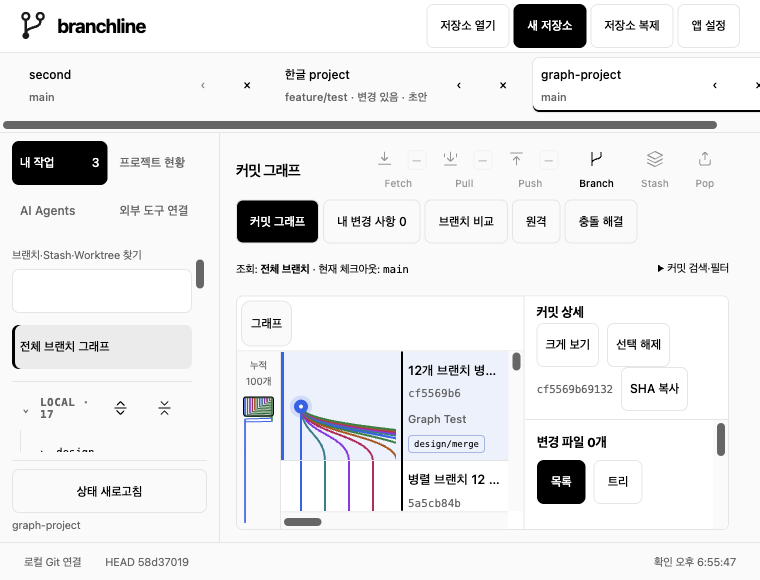 branchline
저장소 열기
새 저장소
저장소 복제
앱 설정
second
main
한글 project
feature/test · 변경 있음 · 초안
graph-project
main
내 작업 3
프로젝트 현황
AI Agents
외부 도구 연결
브랜치·Stash·Worktree 찾기
전체 브랜치 그래프
LOCAL · 17
상태 새로고침
graph-project
커밋 그래프
Fetch
Pull
Push
Branch
Stash
Pop
커밋 그래프
내 변경 사항 0
브랜치 비교
원격
충돌 해결
조회: 전체 브랜치 · 현재 체크아웃: main
▶ 커밋 검색·필터
그래프
누적
100개
12개 브랜치 병...
cf5569b6
Graph Test
design/merge
병렬 브랜치 12 ...
5a5cb84b
커밋 상세
크게 보기
선택 해제
cf5569b69132
SHA 복사
변경 파일 0개
목록
트리
로컬 Git 연결
HEAD 58d37019
확인 오후 6:55:47